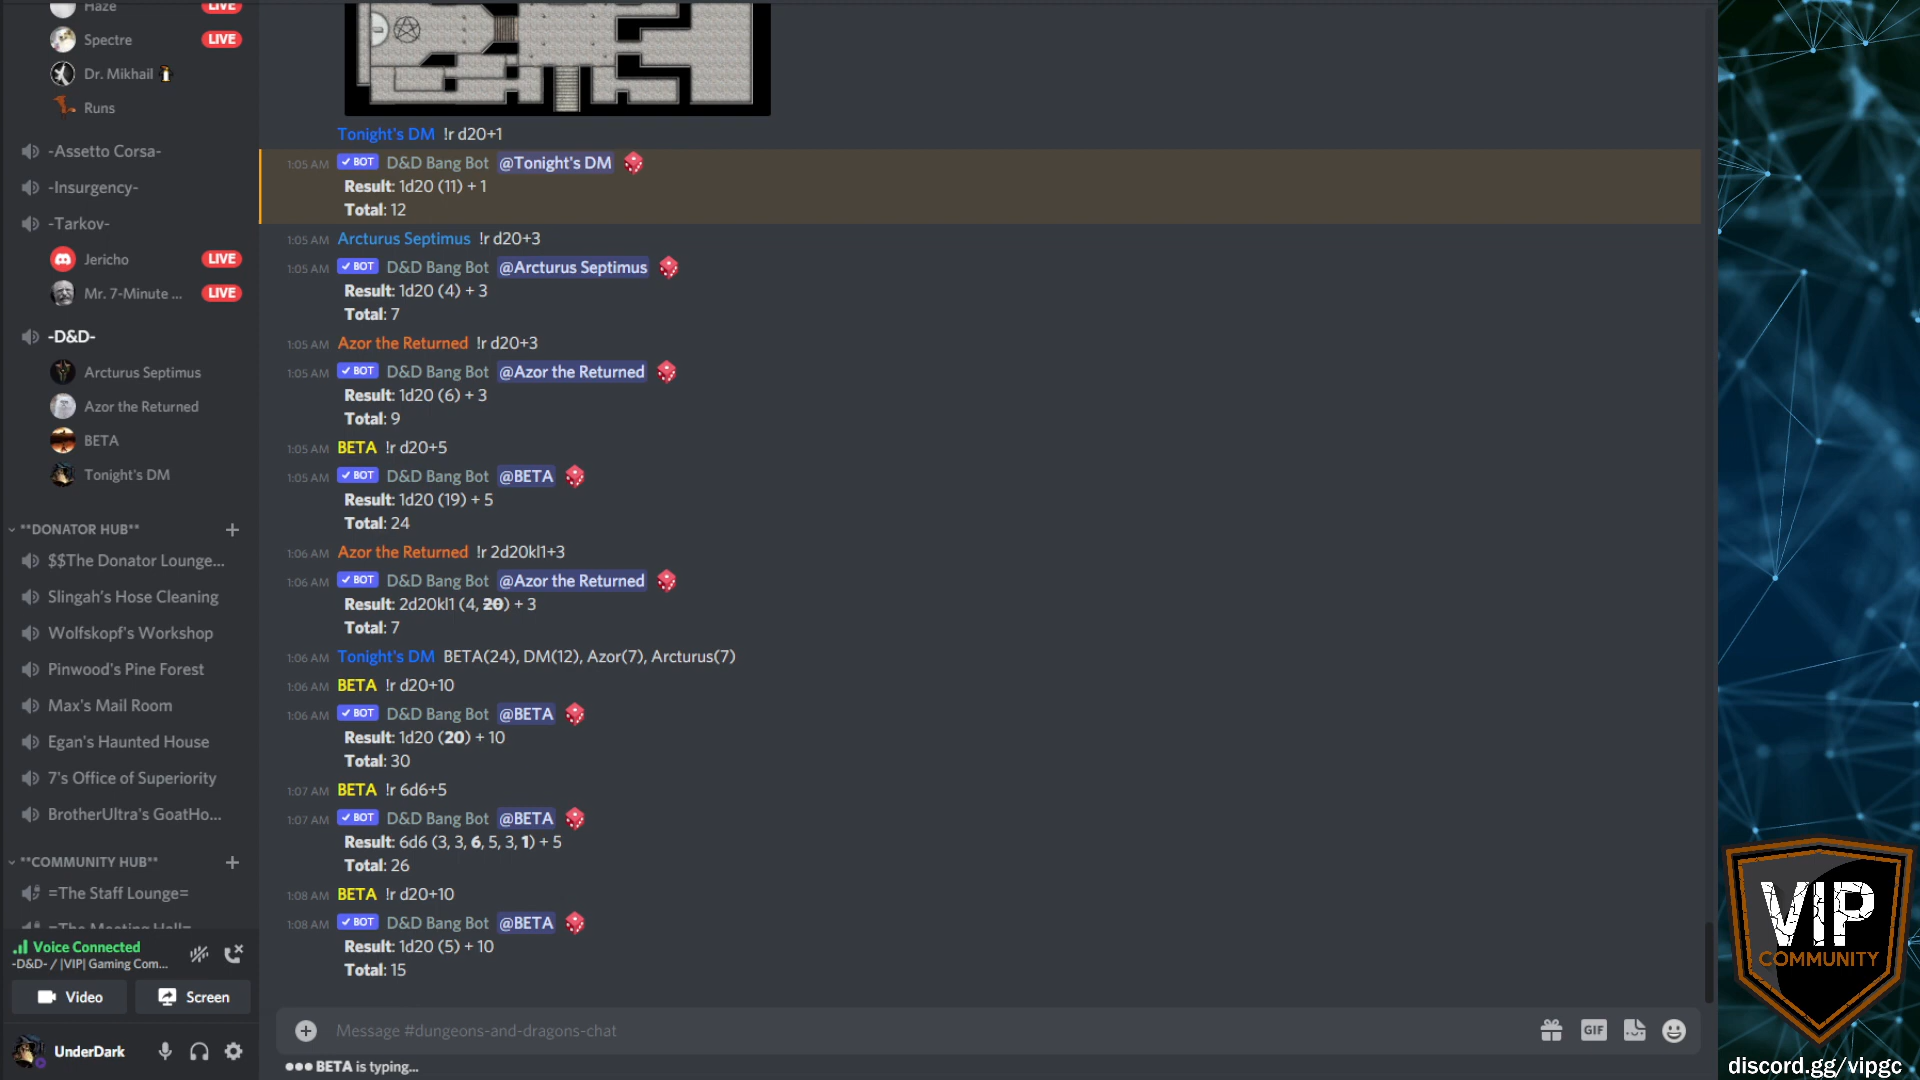 Haze LIVE
Spectre LIVE
Dr. Mikhail
Runs
-Assetto Corsa-
-Insurgency-
-Tarkov-
Jericho LIVE
Mr. 7-Minute ... LIVE
-D&D-
Arcturus Septimus
Azor the Returned
BETA
Tonight's DM
**DONATOR HUB** +
$$The Donator Lounge...
Slingah's Hose Cleaning
Wolfskopf's Workshop
Pinwood's Pine Forest
Max's Mail Room
Egan's Haunted House
7's Office of Superiority
BrotherUltra's GoatHo...
**COMMUNITY HUB** +
=The Staff Lounge=
=The Meeting Hall=
Voice Connected
-D&D- / |VIP| Gaming Com...
Video Screen
UnderDark
Tonight's DM !r d20+1
1:05 AM BOT D&D Bang Bot @Tonight's DM
Result: 1d20 (11) + 1
Total: 12
1:05 AM Arcturus Septimus !r d20+3
1:05 AM BOT D&D Bang Bot @Arcturus Septimus
Result: 1d20 (4) + 3
Total: 7
1:05 AM Azor the Returned !r d20+3
1:05 AM BOT D&D Bang Bot @Azor the Returned
Result: 1d20 (6) + 3
Total: 9
1:05 AM BETA !r d20+5
1:05 AM BOT D&D Bang Bot @BETA
Result: 1d20 (19) + 5
Total: 24
1:06 AM Azor the Returned !r 2d20kl1+3
1:06 AM BOT D&D Bang Bot @Azor the Returned
Result: 2d20kl1 (4, 20) + 3
Total: 7
1:06 AM Tonight's DM BETA(24), DM(12), Azor(7), Arcturus(7)
1:06 AM BETA !r d20+10
1:06 AM BOT D&D Bang Bot @BETA
Result: 1d20 (20) + 10
Total: 30
1:07 AM BETA !r 6d6+5
1:07 AM BOT D&D Bang Bot @BETA
Result: 6d6 (3, 3, 6, 5, 3, 1) + 5
Total: 26
1:08 AM BETA !r d20+10
1:08 AM BOT D&D Bang Bot @BETA
Result: 1d20 (5) + 10
Total: 15
Message #dungeons-and-dragons-chat GIF
BETA is typing...
VIP
COMMUNITY
discord.gg/vipgc